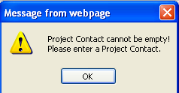 Message from webpage
Project Contact cannot be empty!
Please enter a Project Contact.
OK